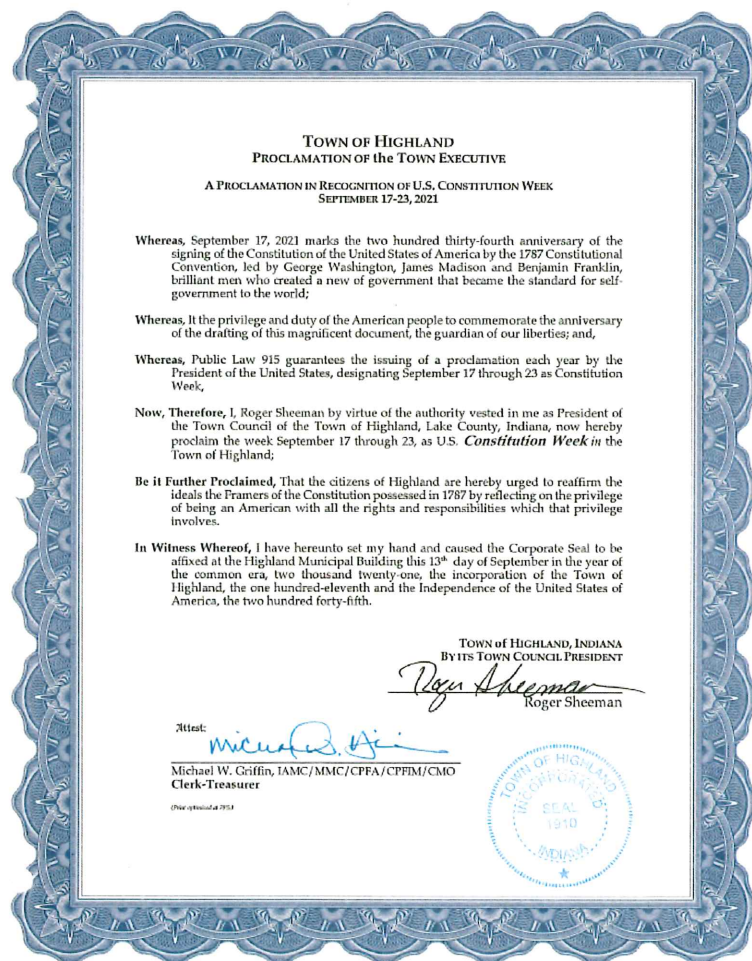 TOWN OF HIGHLAND
PROCLAMATION OF the TOWN EXECUTIVE
A PROCLAMATION IN RECOGNITION OF U.S. CONSTITUTION WEEK
SEPTEMBER 17-23, 2021
Whereas, September 17, 2021 marks the two hundred thirty-fourth anniversary of the
signing of the Constitution of the United States of America by the 1787 Constitutional
Convention, led by George Washington, James Madison and Benjamin Franklin,
brilliant men who created a new of government that became the standard for self-
government to the world;
Whereas, It the privilege and duty of the American people to commemorate the anniversary
of the drafting of this magnificent document, the guardian of our liberties; and,
Whereas, Public Law 915 guarantees the issuing of a proclamation each year by the
President of the United States, designating September 17 through 23 as Constitution
Week,
Now, Therefore, I, Roger Sheeman by virtue of the authority vested in me as President of
the Town Council of the Town of Highland, Lake County, Indiana, now hereby
proclaim the week September 17 through 23, as U.S. Constitution Week in the
Town of Highland;
Be it Further Proclaimed, That the citizens of Highland are hereby urged to reaffirm the
ideals the Framers of the Constitution possessed in 1787 by reflecting on the privilege
of being an American with all the rights and responsibilities which that privilege
involves.
In Witness Whereof, I have hereunto set my hand and caused the Corporate Seal to be
affixed at the Highland Municipal Building this 13th day of September in the year of
the common era, two thousand twenty-one, the incorporation of the Town of
Highland, the one hundred-eleventh and the Independence of the United States of
America, the two hundred forty-fifth.
TOWN of HIGHLAND, INDIANA
BY ITS TOWN COUNCIL PRESIDENT
Roger Sheeman
Roger Sheeman
Attest:
Michael W. Griffin, IAMC/MMC/CPFA/CPFIM/CMO
Clerk-Treasurer
TOWN OF HIGHLAND
INCORPORATED
SEAL
1910
INDIANA